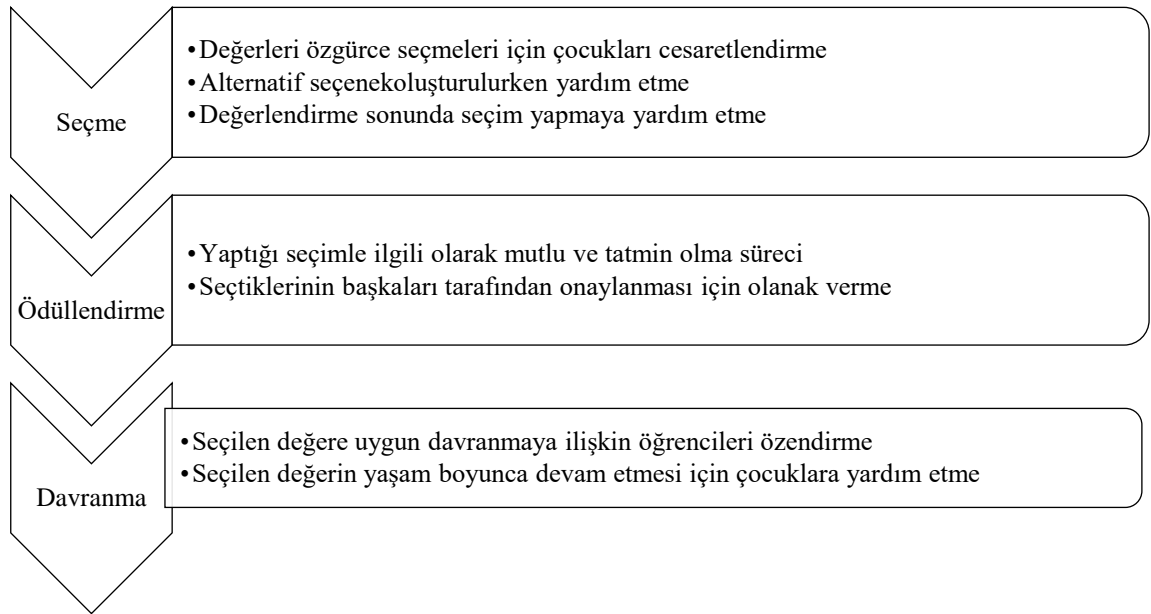 Seçme
•Değerleri özgürce seçmeleri için çocukları cesaretlendirme
•Alternatif seçenekoluşturulurken yardım etme
•Değerlendirme sonunda seçim yapmaya yardım etme
Ödüllendirme
•Yaptığı seçimle ilgili olarak mutlu ve tatmin olma süreci
•Seçtiklerinin başkaları tarafından onaylanması için olanak verme
Davranma
•Seçilen değere uygun davranmaya ilişkin öğrencileri özendirme
•Seçilen değerin yaşam boyunca devam etmesi için çocuklara yardım etme